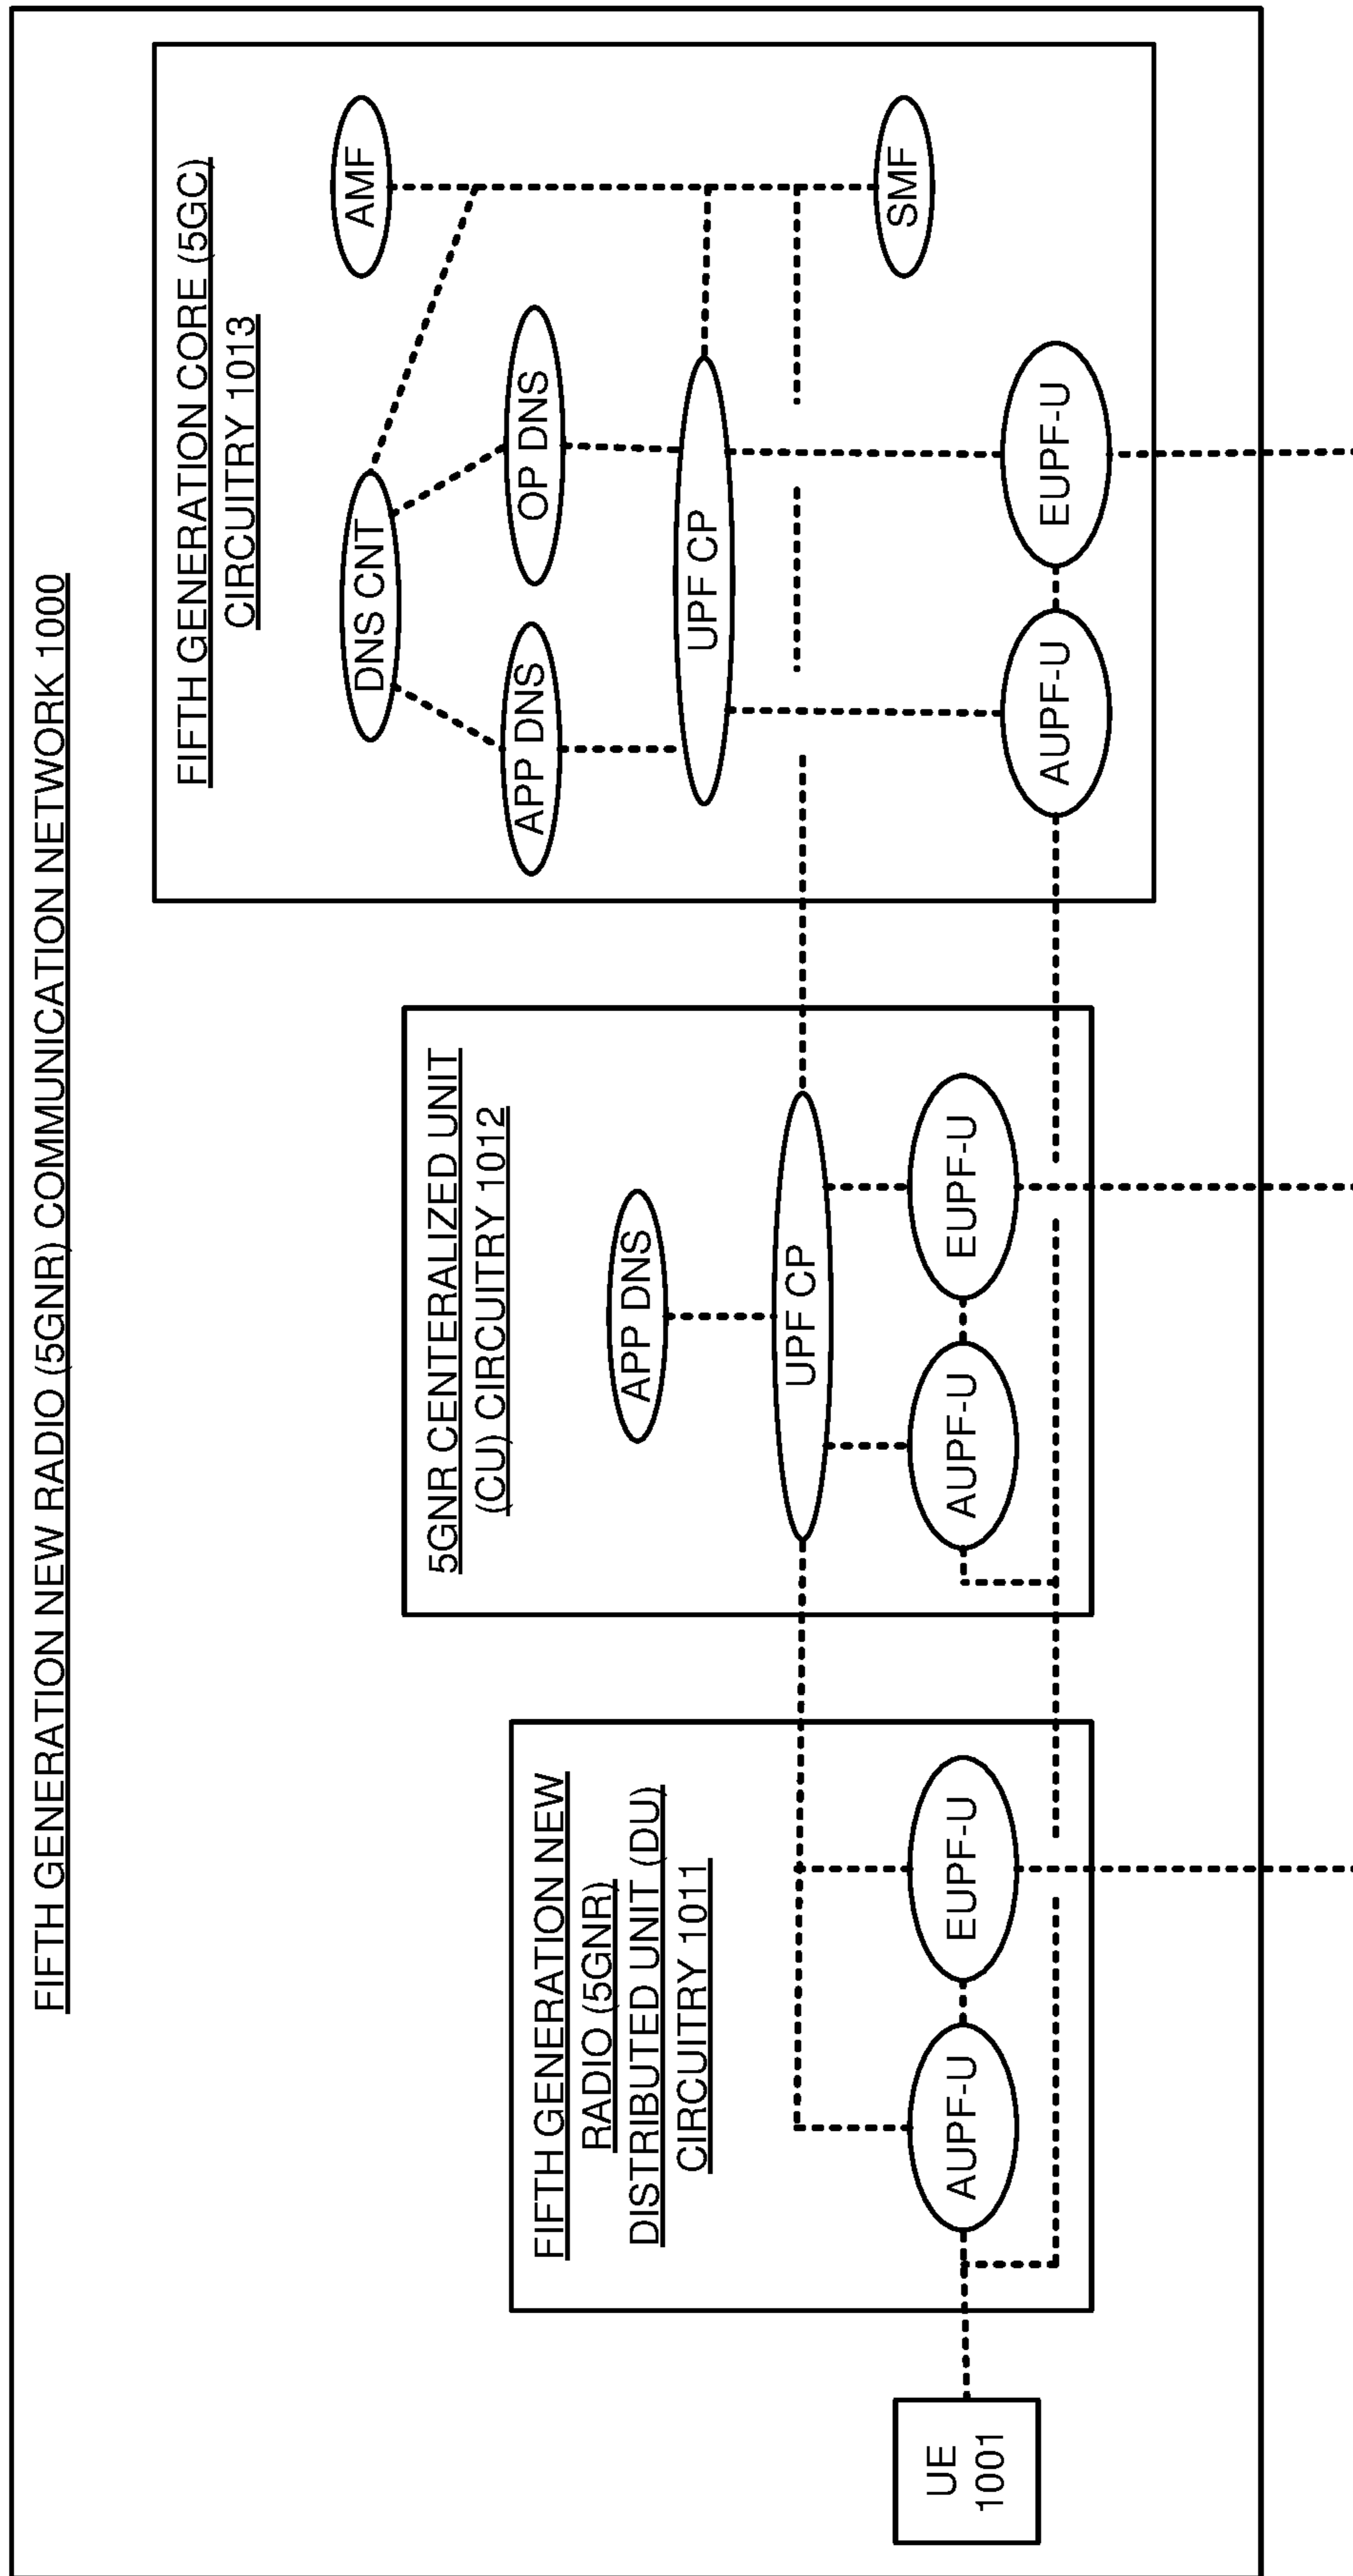 FIFTH GENERATION NEW RADIO (5GNR) COMMUNICATION NETWORK 1000
UE
1001
FIFTH GENERATION NEW
RADIO (5GNR)
DISTRIBUTED UNIT (DU)
CIRCUITRY 1011
AUPF-U
EUPF-U
5GNR CENTERALIZED UNIT
(CU) CIRCUITRY 1012
APP DNS
UPF CP
AUPF-U
EUPF-U
FIFTH GENERATION CORE (5GC)
CIRCUITRY 1013
DNS CNT
AMF
APP DNS
OP DNS
UPF CP
SMF
AUPF-U
EUPF-U